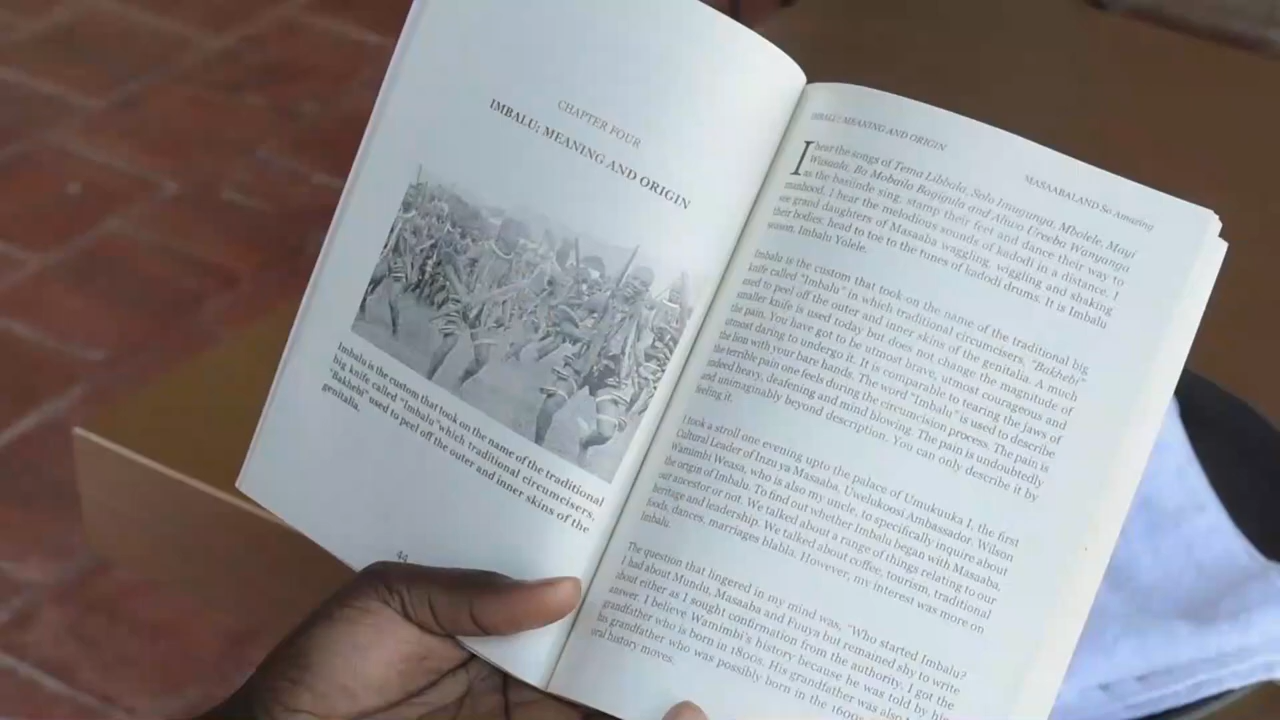 CHAPTER FOUR
IMBALU; MEANING AND ORIGIN
Imbalu is the custom that took on the name of the traditional
big knife called "Imbalu" which traditional circumcisers,
"Bakhebi" used to peel off the outer and inner skins of the
genitalia.
44
IMBALU; MEANING AND ORIGIN
MASAABALAND So Amazing
I hear the songs of Tema Libbala, Solo Imugunga, Mbolele, Mayi
Wasaala, Bo Mobaila Bagigula and Ahwo Ureebo Wanyanga
as the basiinde sing, stamp their feet and dance their way to
manhood. I hear the melodious sounds of kadodi in a distance. I
see grand daughters of Masaaba waggling, wiggling and shaking
their bodies; head to toe to the tunes of kadodi drums. It is Imbalu
season. Imbalu Yolele.
Imbalu is the custom that took on the name of the traditional big
knife called "Imbalu" in which traditional circumcisers, "Bakhebi"
used to peel off the outer and inner skins of the genitalia. A much
smaller knife is used today but does not change the magnitude of
the pain. You have got to be utmost brave, utmost courageous and
utmost daring to undergo it. It is comparable to tearing the jaws of
the lion with your bare hands. The word "Imbalu" is used to describe
the terrible pain one feels during the circumcision process. The pain is
indeed heavy, deafening and mind blowing. The pain is undoubtedly
and unimaginably beyond description. You can only describe it by
feeling it.
I took a stroll one evening upto the palace of Umukuuka I, the first
Cultural Leader of Inzu ya Masaaba, Uwelukoosi Ambassador, Wilson
Wamimbi Weasa, who is also my uncle, to specifically inquire about
the origin of Imbalu. To find out whether Imbalu began with Masaaba,
our ancestor or not. We talked about a range of things relating to our
heritage and leadership. We talked about coffee, tourism, traditional
foods, dances, marriages blabla. However, my interest was more on
Imbalu.
The question that lingered in my mind was, "Who started Imbalu?
I had about Mundu, Masaaba and Fuuya but remained shy to write
about either as I sought confirmation from the authority. I got the
answer. I believe Wamimbi's history because he was told by his
grandfather who is born in 1800s. His grandfather was also
his grandfather who was possibly born in the 1600s
oral history moves.